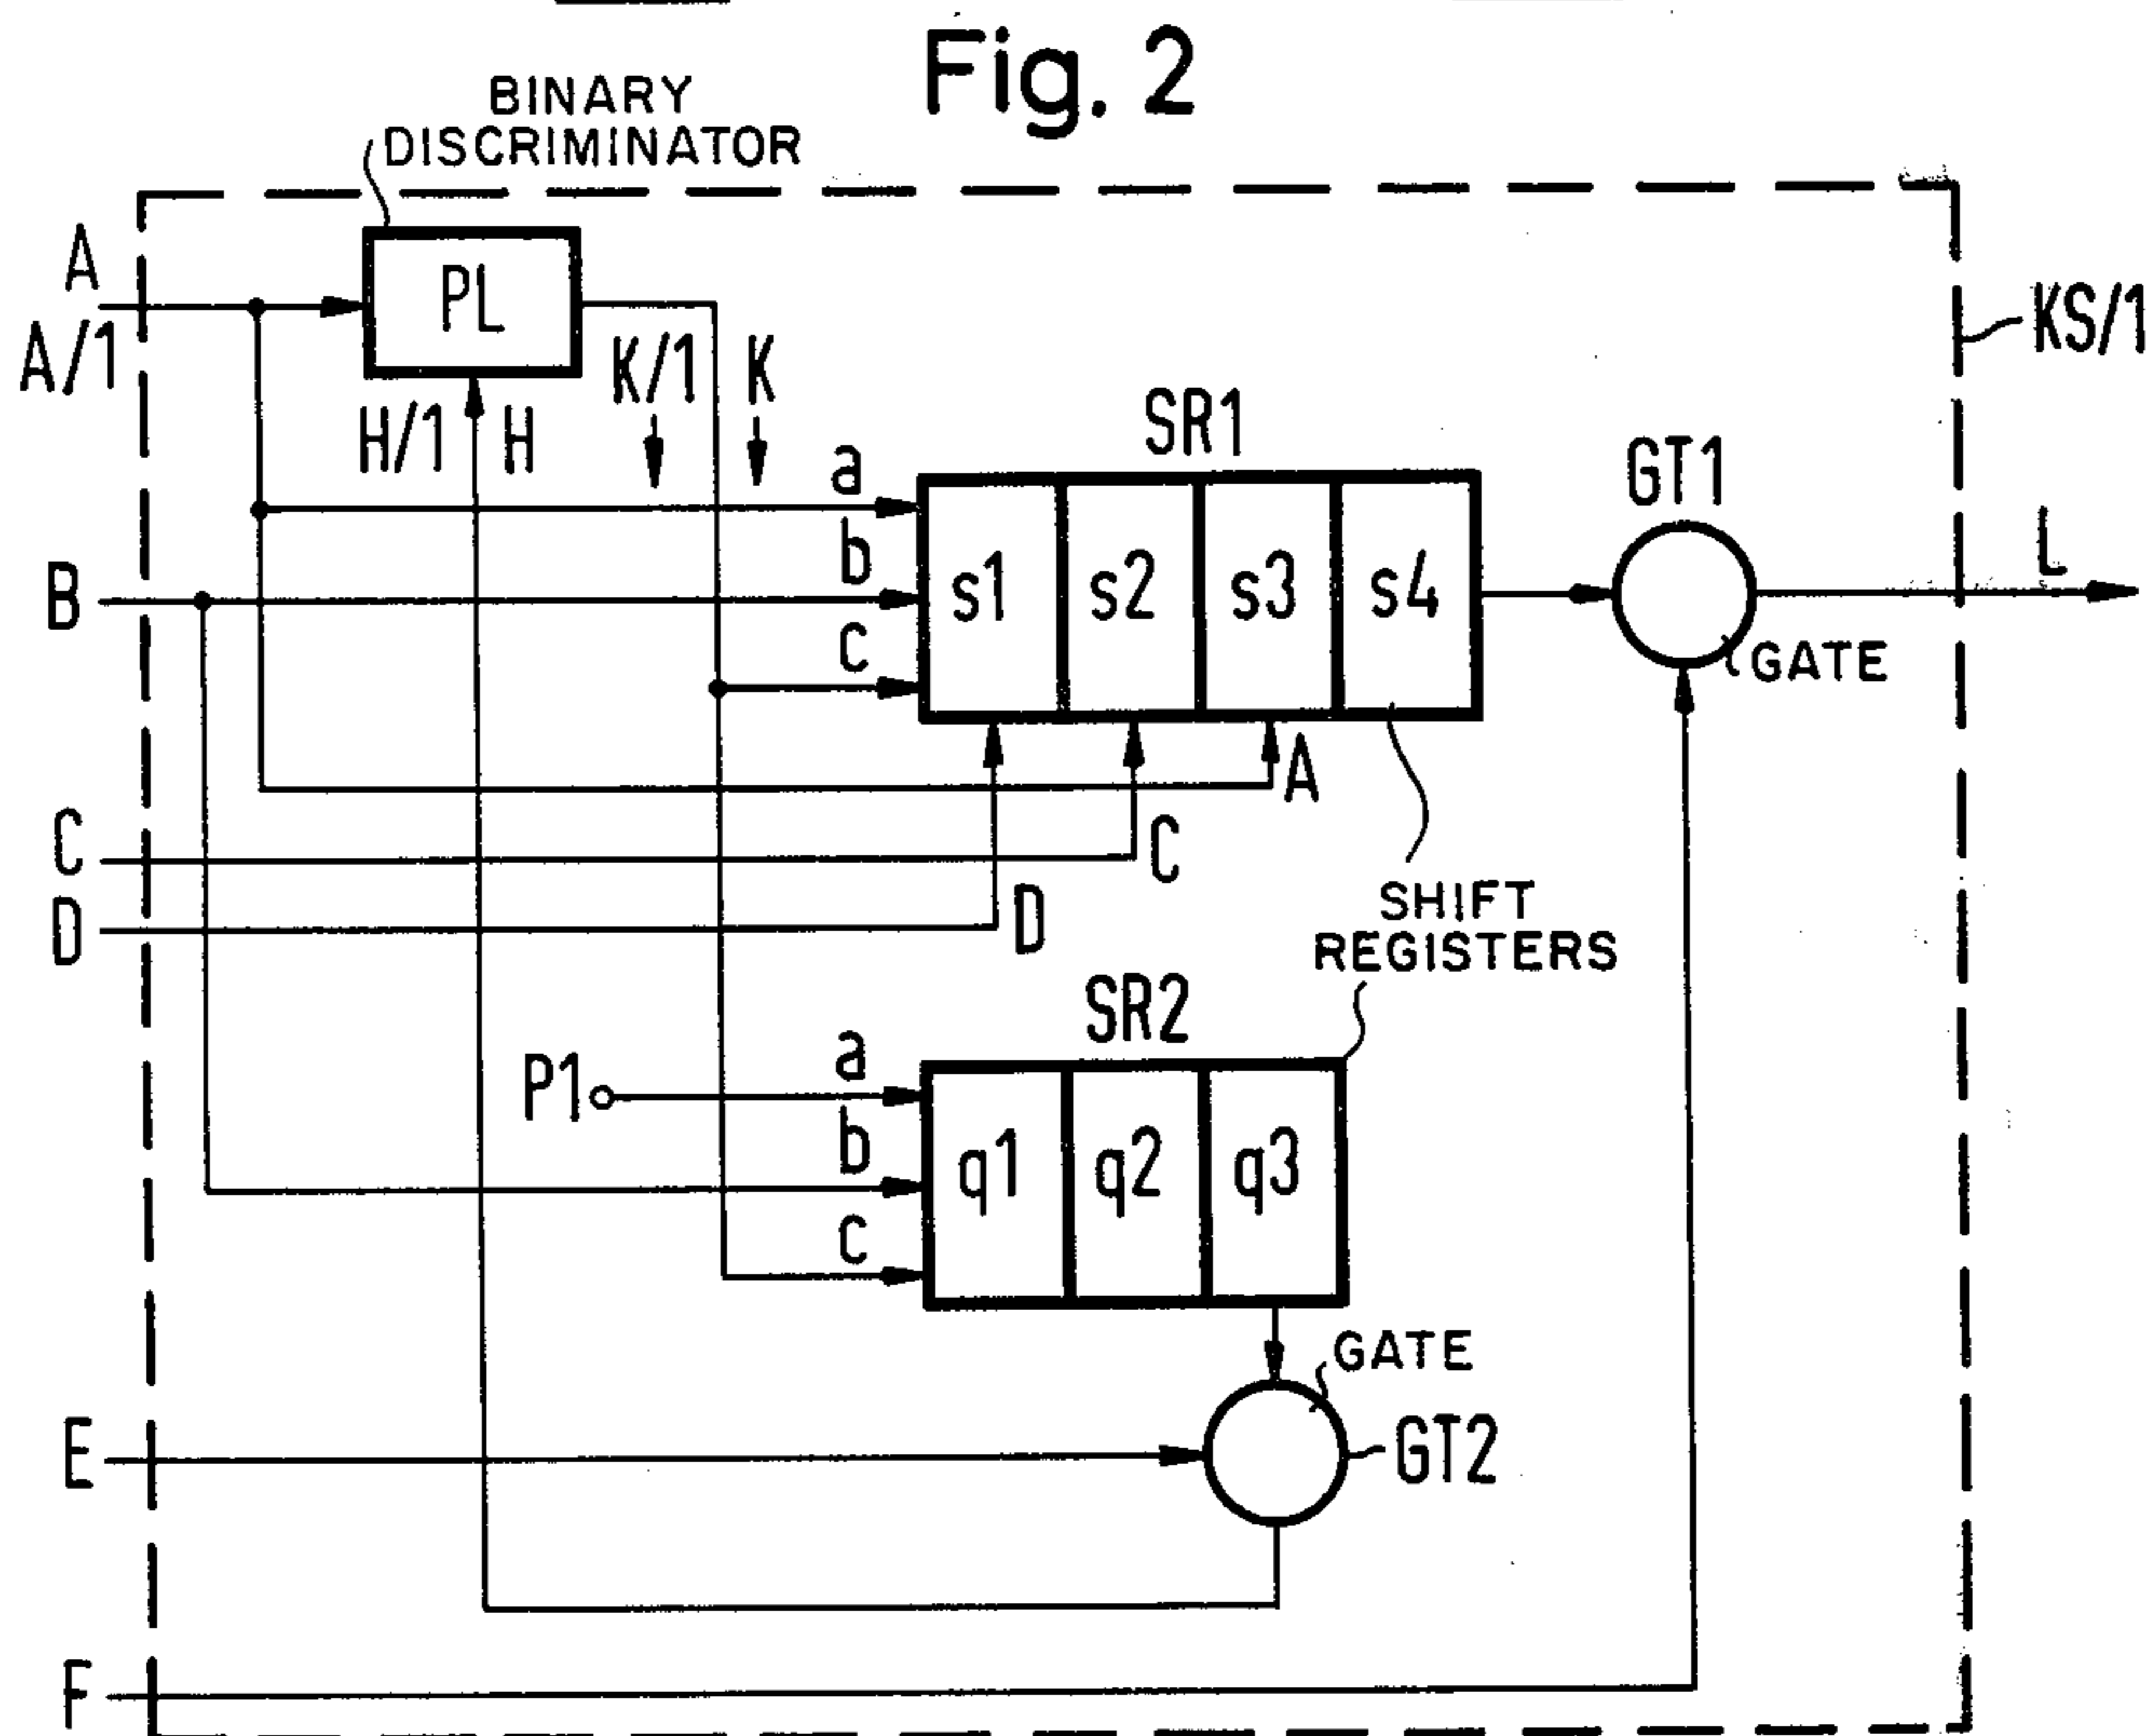 Fig. 2
BINARY
DISCRIMINATOR
A
A/1
PL
KS/1
K/1
K
H/1
H
SR1
GT1
a
b
c
B
s1
s2
s3
s4
L
GATE
A
C
C
D
D
SHIFT
REGISTERS
SR2
P1
a
b
c
q1
q2
q3
GATE
E
GT2
F